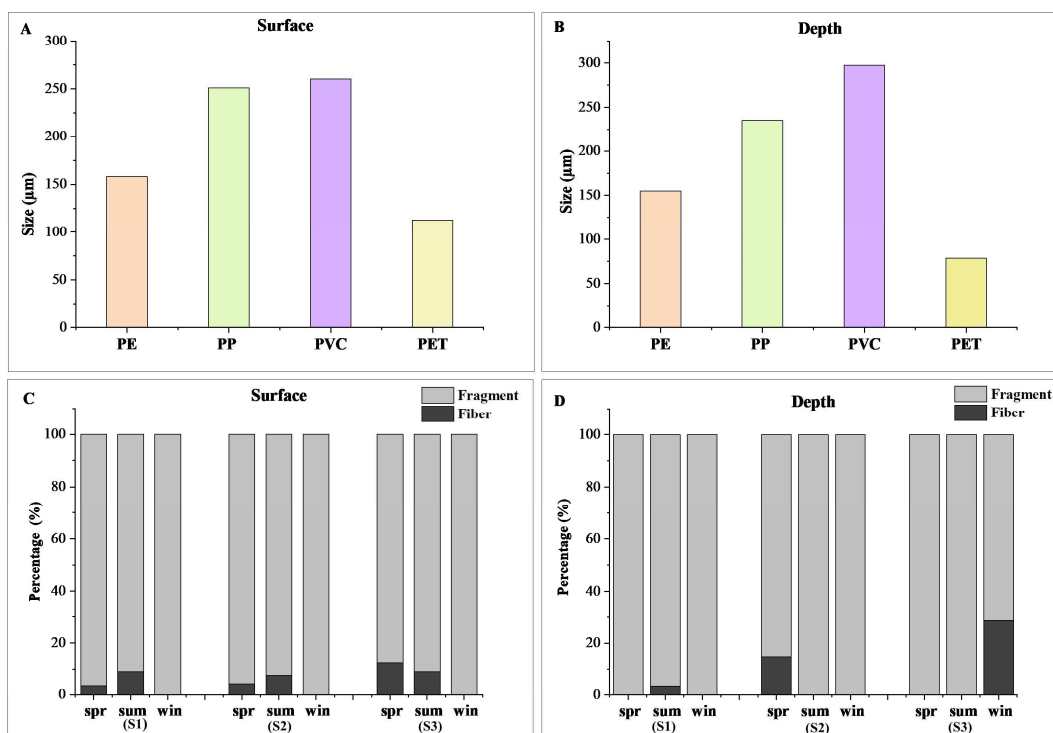 A
Surface
Size (μm)
300
250
200
150
100
50
0
PE PP PVC PET
B
Depth
Size (μm)
300
250
200
150
100
50
0
PE PP PVC PET
C
Surface
Fragment
Fiber
Percentage (%)
100
80
60
40
20
0
spr sum win spr sum win spr sum win
(S1) (S2) (S3)
D
Depth
Fragment
Fiber
Percentage (%)
100
80
60
40
20
0
spr sum win spr sum win spr sum win
(S1) (S2) (S3)